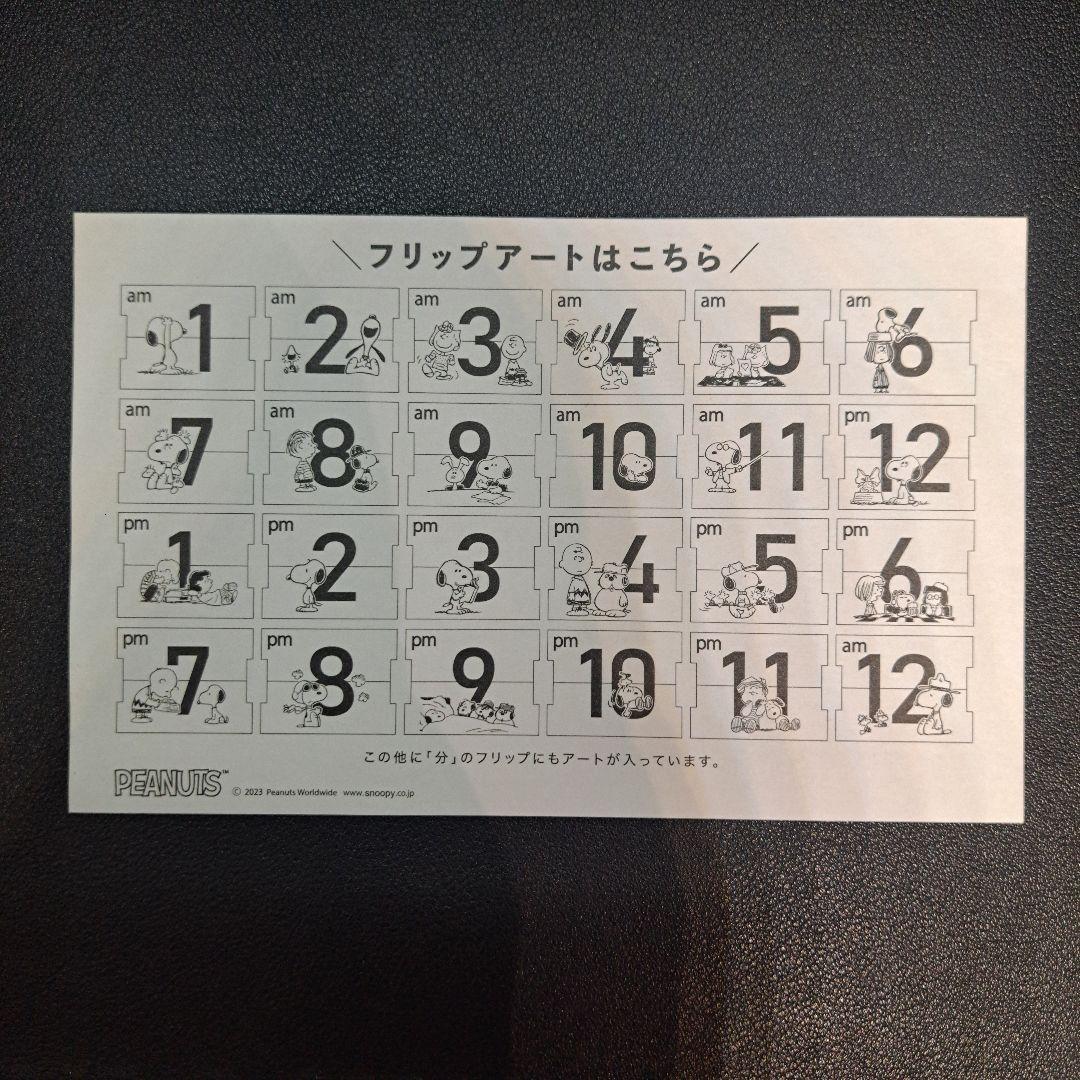 フリップアートはこちら
am 1 am 2 am 3 am 4 am 5 am 6
am 7 am 8 am 9 am 10 am 11 pm 12
pm 1 pm 2 pm 3 pm 4 pm 5 pm 6
pm 7 pm 8 pm 9 pm 10 pm 11 am 12
この他に「分」のフリップにもアートが入っています。
PEANUTS™ © 2023 Peanuts Worldwide www.snoopy.co.jp